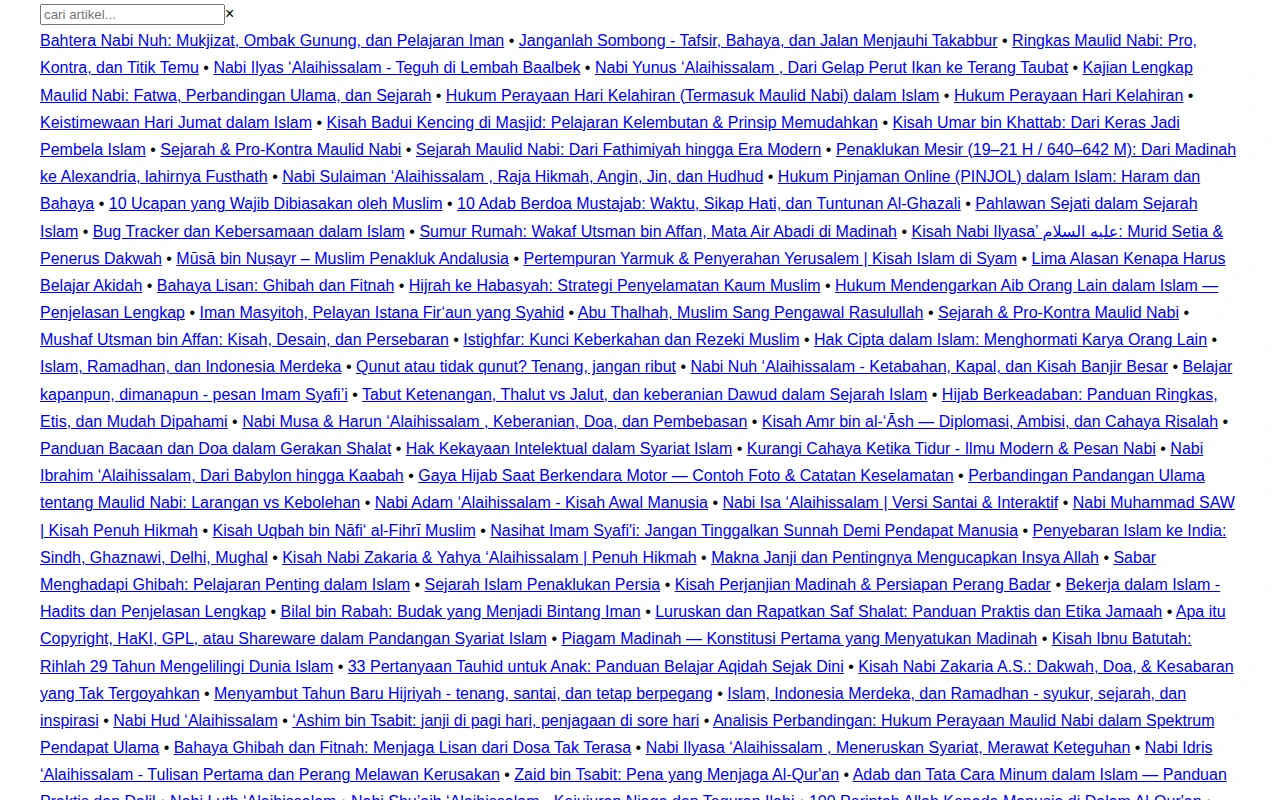 cari artikel...×
Bahtera Nabi Nuh: Mukjizat, Ombak Gunung, dan Pelajaran Iman • Janganlah Sombong - Tafsir, Bahaya, dan Jalan Menjauhi Takabbur • Ringkas Maulid Nabi: Pro,
Kontra, dan Titik Temu • Nabi Ilyas ‘Alaihissalam - Teguh di Lembah Baalbek • Nabi Yunus ‘Alaihissalam , Dari Gelap Perut Ikan ke Terang Taubat • Kajian Lengkap
Maulid Nabi: Fatwa, Perbandingan Ulama, dan Sejarah • Hukum Perayaan Hari Kelahiran (Termasuk Maulid Nabi) dalam Islam • Hukum Perayaan Hari Kelahiran •
Keistimewaan Hari Jumat dalam Islam • Kisah Badui Kencing di Masjid: Pelajaran Kelembutan & Prinsip Memudahkan • Kisah Umar bin Khattab: Dari Keras Jadi
Pembela Islam • Sejarah & Pro-Kontra Maulid Nabi • Sejarah Maulid Nabi: Dari Fathimiyah hingga Era Modern • Penaklukan Mesir (19–21 H / 640–642 M): Dari Madinah
ke Alexandria, lahirnya Fusthath • Nabi Sulaiman ‘Alaihissalam , Raja Hikmah, Angin, Jin, dan Hudhud • Hukum Pinjaman Online (PINJOL) dalam Islam: Haram dan
Bahaya • 10 Ucapan yang Wajib Dibiasakan oleh Muslim • 10 Adab Berdoa Mustajab: Waktu, Sikap Hati, dan Tuntunan Al-Ghazali • Pahlawan Sejati dalam Sejarah
Islam • Bug Tracker dan Kebersamaan dalam Islam • Sumur Rumah: Wakaf Utsman bin Affan, Mata Air Abadi di Madinah • Kisah Nabi Ilyasa’ عليه السلام: Murid Setia &
Penerus Dakwah • Mūsā bin Nuṣayr – Muslim Penakluk Andalusia • Pertempuran Yarmuk & Penyerahan Yerusalem | Kisah Islam di Syam • Lima Alasan Kenapa Harus
Belajar Akidah • Bahaya Lisan: Ghibah dan Fitnah • Hijrah ke Habasyah: Strategi Penyelamatan Kaum Muslim • Hukum Mendengarkan Aib Orang Lain dalam Islam —
Penjelasan Lengkap • Iman Masyitoh, Pelayan Istana Fir‘aun yang Syahid • Abu Thalhah, Muslim Sang Pengawal Rasulullah • Sejarah & Pro-Kontra Maulid Nabi •
Mushaf Utsman bin Affan: Kisah, Desain, dan Persebaran • Istighfar: Kunci Keberkahan dan Rezeki Muslim • Hak Cipta dalam Islam: Menghormati Karya Orang Lain •
Islam, Ramadhan, dan Indonesia Merdeka • Qunut atau tidak qunut? Tenang, jangan ribut • Nabi Nuh ‘Alaihissalam - Ketabahan, Kapal, dan Kisah Banjir Besar • Belajar
kapanpun, dimanapun - pesan Imam Syafi’i • Tabut Ketenangan, Thalut vs Jalut, dan keberanian Dawud dalam Sejarah Islam • Hijab Berkeadaban: Panduan Ringkas,
Etis, dan Mudah Dipahami • Nabi Musa & Harun ‘Alaihissalam , Keberanian, Doa, dan Pembebasan • Kisah Amr bin al-‘Āsh — Diplomasi, Ambisi, dan Cahaya Risalah •
Panduan Bacaan dan Doa dalam Gerakan Shalat • Hak Kekayaan Intelektual dalam Syariat Islam • Kurangi Cahaya Ketika Tidur - Ilmu Modern & Pesan Nabi • Nabi
Ibrahim ‘Alaihissalam, Dari Babylon hingga Kaabah • Gaya Hijab Saat Berkendara Motor — Contoh Foto & Catatan Keselamatan • Perbandingan Pandangan Ulama
tentang Maulid Nabi: Larangan vs Kebolehan • Nabi Adam ‘Alaihissalam - Kisah Awal Manusia • Nabi Isa ‘Alaihissalam | Versi Santai & Interaktif • Nabi Muhammad SAW
| Kisah Penuh Hikmah • Kisah Uqbah bin Nāfi‘ al-Fihrī Muslim • Nasihat Imam Syafi'i: Jangan Tinggalkan Sunnah Demi Pendapat Manusia • Penyebaran Islam ke India:
Sindh, Ghaznawi, Delhi, Mughal • Kisah Nabi Zakaria & Yahya ‘Alaihissalam | Penuh Hikmah • Makna Janji dan Pentingnya Mengucapkan Insya Allah • Sabar
Menghadapi Ghibah: Pelajaran Penting dalam Islam • Sejarah Islam Penaklukan Persia • Kisah Perjanjian Madinah & Persiapan Perang Badar • Bekerja dalam Islam -
Hadits dan Penjelasan Lengkap • Bilal bin Rabah: Budak yang Menjadi Bintang Iman • Luruskan dan Rapatkan Saf Shalat: Panduan Praktis dan Etika Jamaah • Apa itu
Copyright, HaKI, GPL, atau Shareware dalam Pandangan Syariat Islam • Piagam Madinah — Konstitusi Pertama yang Menyatukan Madinah • Kisah Ibnu Batutah:
Rihlah 29 Tahun Mengelilingi Dunia Islam • 33 Pertanyaan Tauhid untuk Anak: Panduan Belajar Aqidah Sejak Dini • Kisah Nabi Zakaria A.S.: Dakwah, Doa, & Kesabaran
yang Tak Tergoyahkan • Menyambut Tahun Baru Hijriyah - tenang, santai, dan tetap berpegang • Islam, Indonesia Merdeka, dan Ramadhan - syukur, sejarah, dan
inspirasi • Nabi Hud ‘Alaihissalam • ‘Ashim bin Tsabit: janji di pagi hari, penjagaan di sore hari • Analisis Perbandingan: Hukum Perayaan Maulid Nabi dalam Spektrum
Pendapat Ulama • Bahaya Ghibah dan Fitnah: Menjaga Lisan dari Dosa Tak Terasa • Nabi Ilyasa ‘Alaihissalam , Meneruskan Syariat, Merawat Keteguhan • Nabi Idris
‘Alaihissalam - Tulisan Pertama dan Perang Melawan Kerusakan • Zaid bin Tsabit: Pena yang Menjaga Al-Qur'an • Adab dan Tata Cara Minum dalam Islam — Panduan
Praktis dan Dalil • Nabi Luth ‘Alaihissalam • Nabi Shu‘aib ‘Alaihissalam - Kejujuran Niaga dan Teguran Ilahi • 100 Perintah Allah Kepada Manusia di Dalam Al-Qur'an •